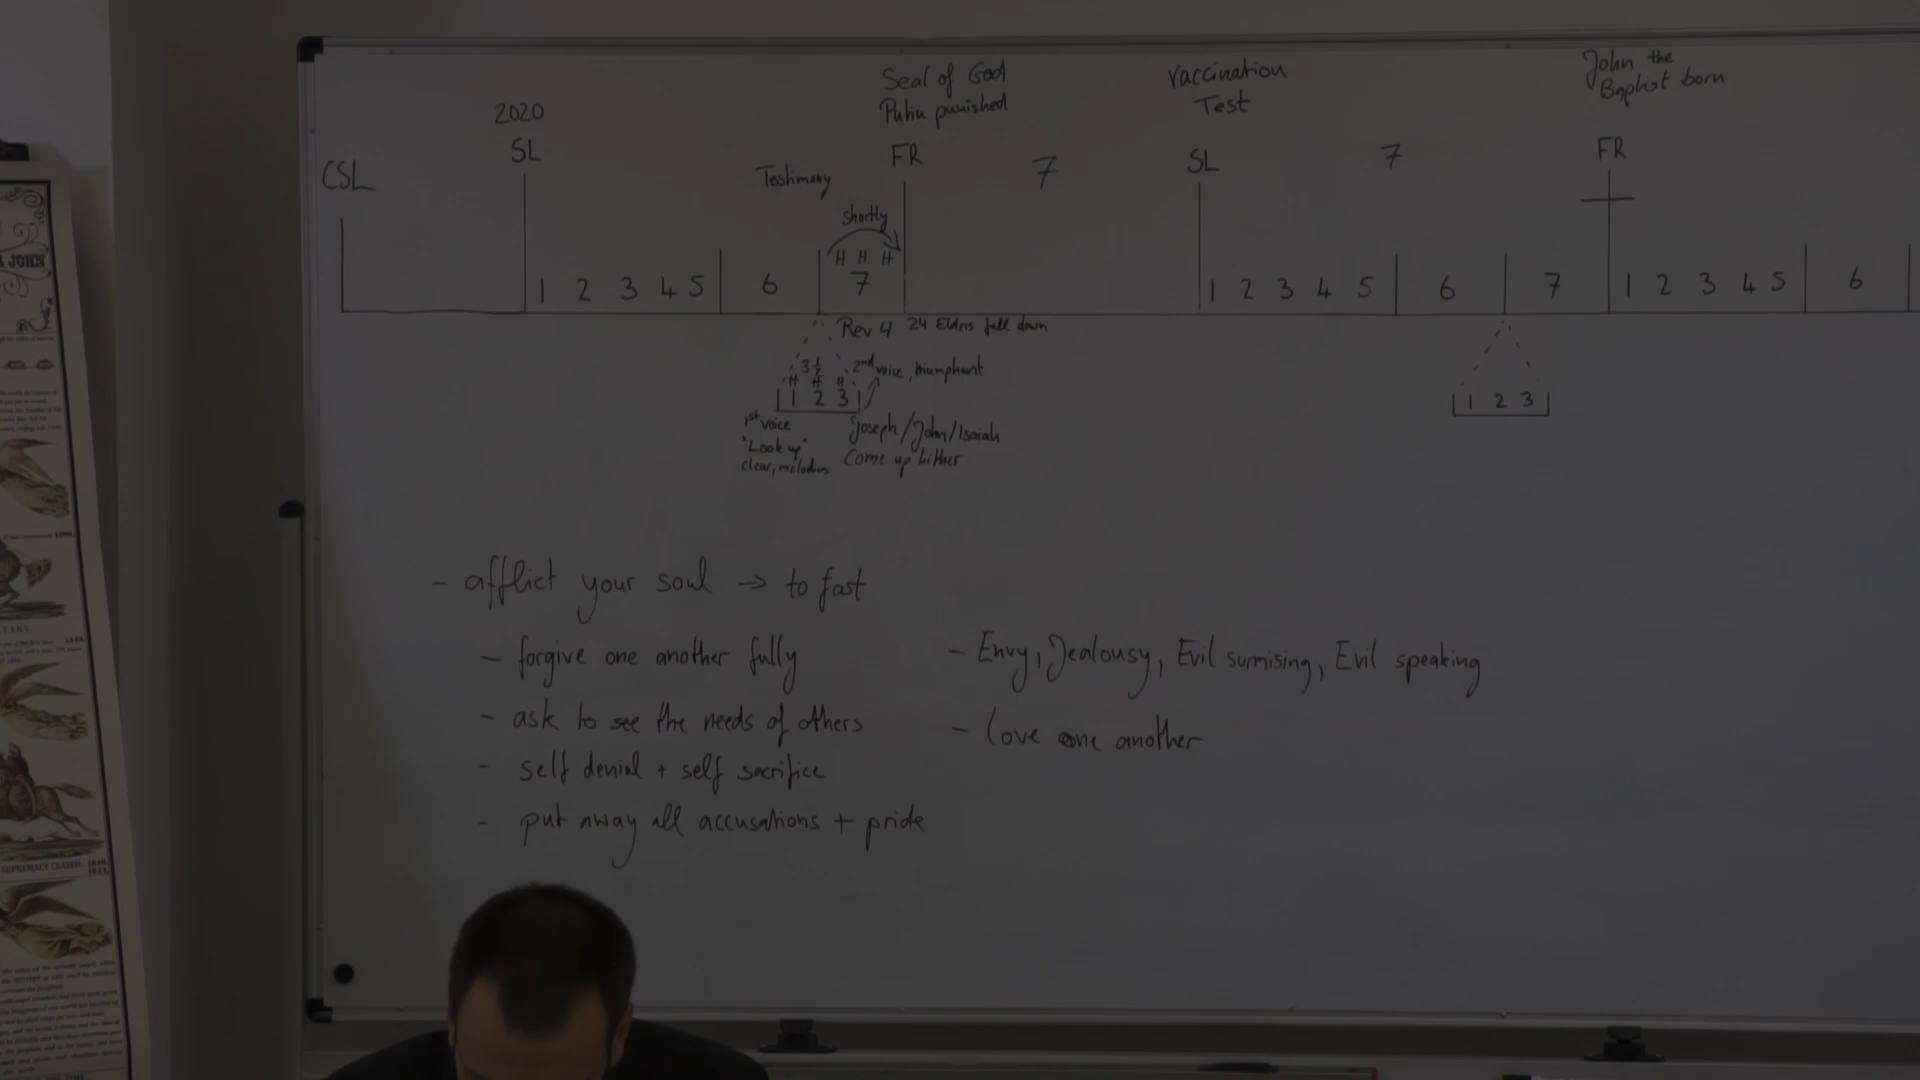 Seal of God
Putin punished
Vaccination
Test
John the
Baptist born
2020
SL
CSL
Testimony
FR
7
SL
7
FR
Shortly
H H H
1 2 3 4 5 6 7
1 2 3 4 5 6 7
1 2 3 4 5 6
Rev 4 24 Elders fall down
3½
H H H
2nd voice, triumphant
1 2 3
1 2 3
1st voice
"Look up"
clear, melodius
Joseph/John/Isaiah
Come up hither
- afflict your soul → to fast
- forgive one another fully
- ask to see the needs of others
- self denial + self sacrifice
- put away all accusations + pride
- Envy, Jealousy, Evil surmising, Evil speaking
- love one another
JOHN
SUPREMACY CEASED.